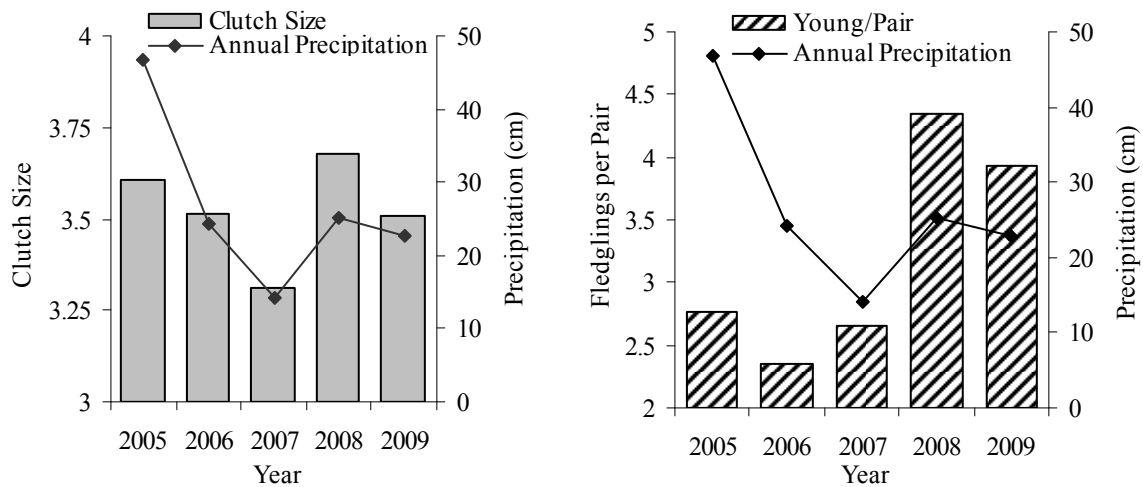 Clutch Size
Annual Precipitation
4
3.75
3.5
3.25
3
Clutch Size
50
40
30
20
10
0
Precipitation (cm)
2005 2006 2007 2008 2009
Year
Young/Pair
Annual Precipitation
5
4.5
4
3.5
3
2.5
2
Fledglings per Pair
50
40
30
20
10
0
Precipitation (cm)
2005 2006 2007 2008 2009
Year